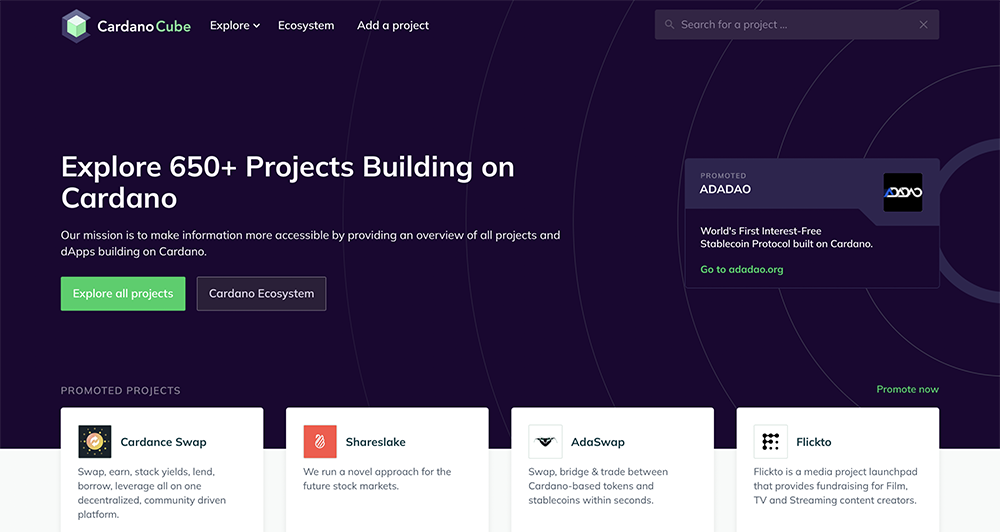 CardanoCube Explore Ecosystem Add a project Search for a project ...
Explore 650+ Projects Building on
Cardano
Our mission is to make information more accessible by providing an overview of all projects and
dApps building on Cardano.
Explore all projects Cardano Ecosystem
PROMOTED
ADADAO
ADADAO
World's First Interest-Free
Stablecoin Protocol built on Cardano.
Go to adadao.org
PROMOTED PROJECTS Promote now
Cardance Swap
Swap, earn, stack yields, lend,
borrow, leverage all on one
decentralized, community driven
platform.
Shareslake
We run a novel approach for the
future stock markets.
AdaSwap
Swap, bridge & trade between
Cardano-based tokens and
stablecoins within seconds.
Flickto
Flickto is a media project launchpad
that provides fundraising for Film,
TV and Streaming content creators.